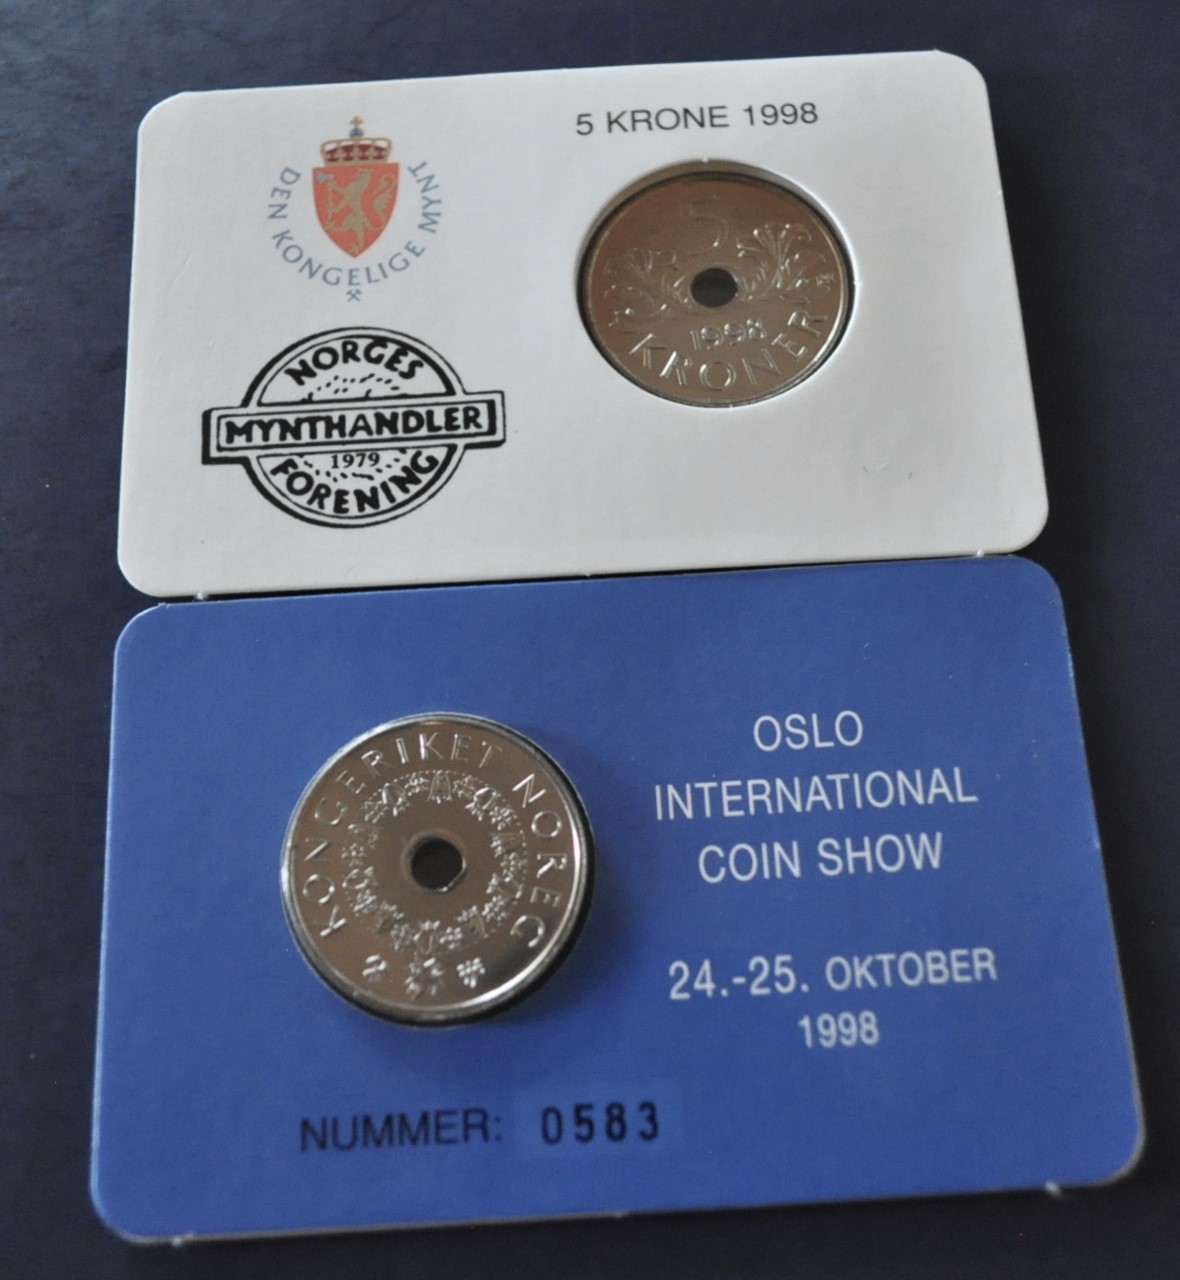 5 KRONE 1998
DEN KONGELIGE MYNT
NORGES
MYNTHANDLER
1979
FORENING
5
1998
KRONER
KONGERIKET NOREG
OSLO
INTERNATIONAL
COIN SHOW
24.-25. OKTOBER
1998
NUMMER: 0583